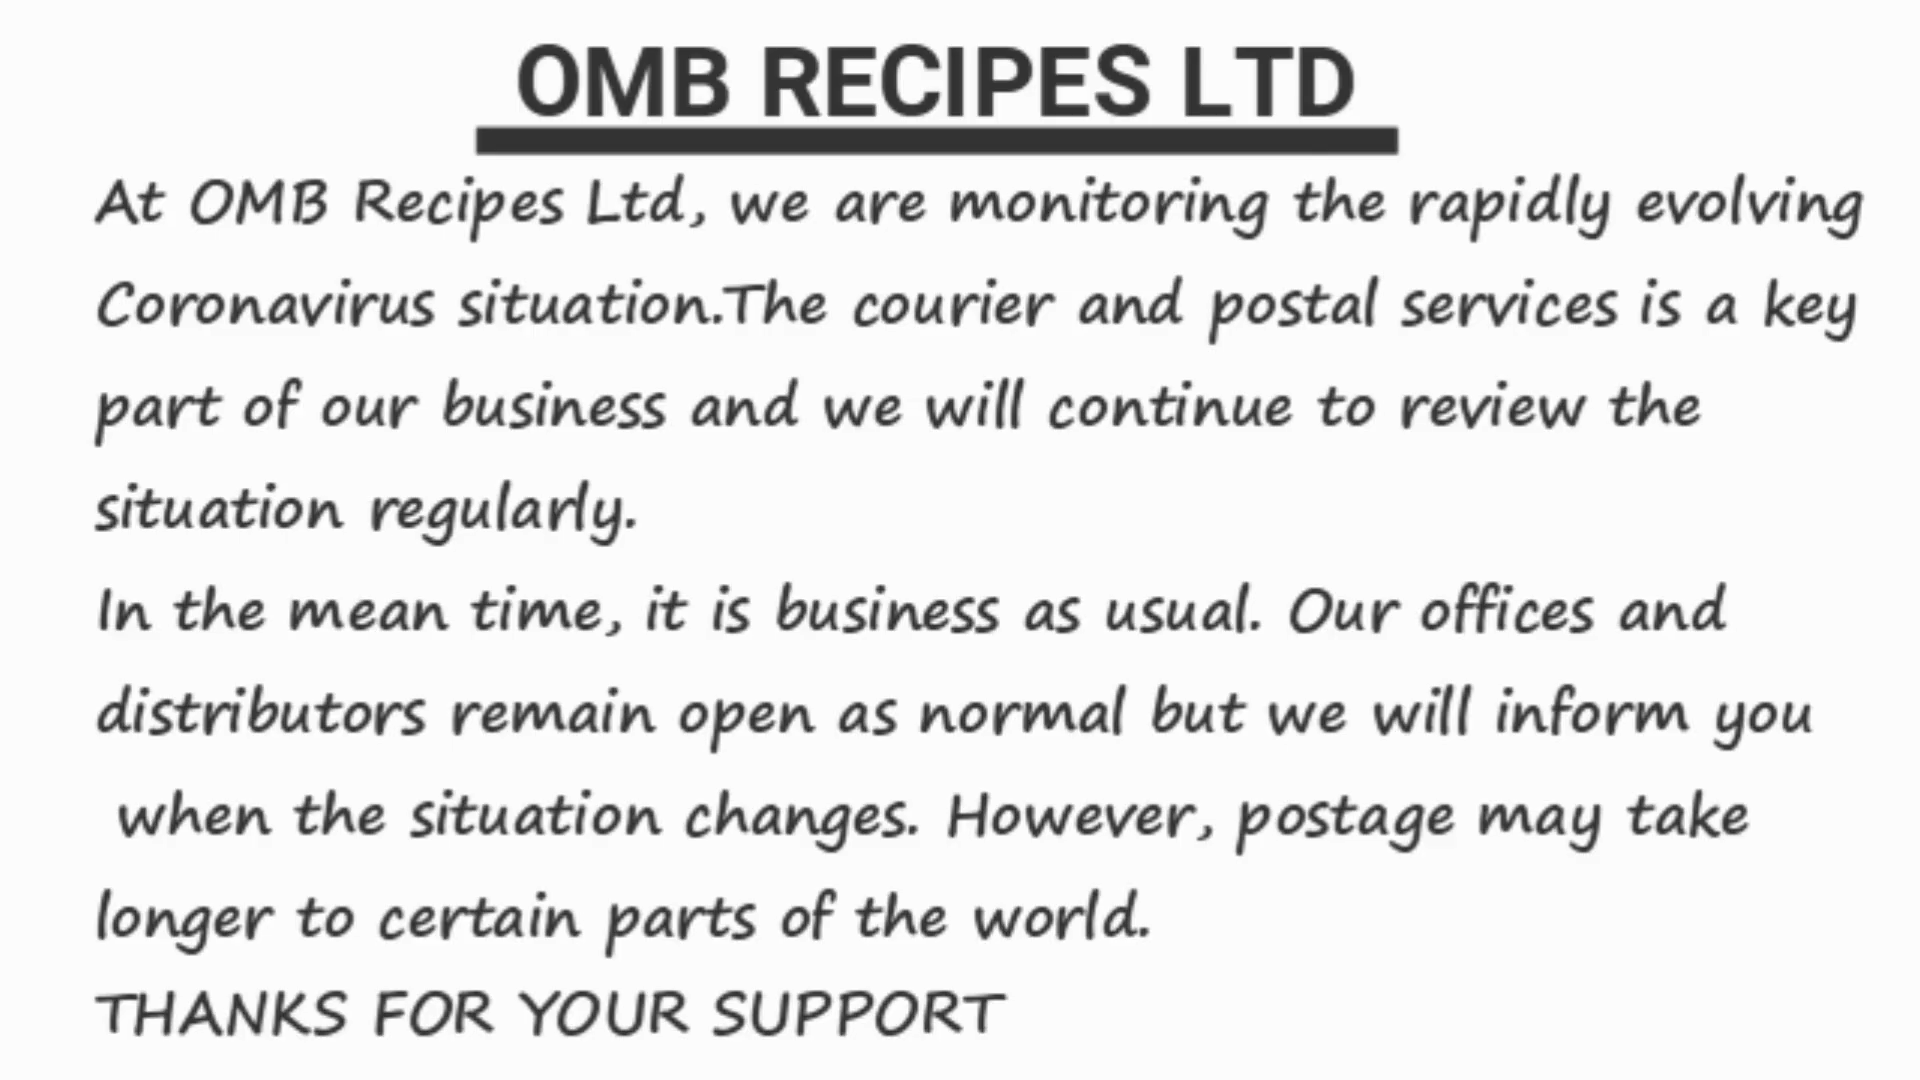 OMB RECIPES LTD
At OMB Recipes Ltd, we are monitoring the rapidly evolving
Coronavirus situation.The courier and postal services is a key
part of our business and we will continue to review the
situation regularly.
In the mean time, it is business as usual. Our offices and
distributors remain open as normal but we will inform you
when the situation changes. However, postage may take
longer to certain parts of the world.
THANKS FOR YOUR SUPPORT